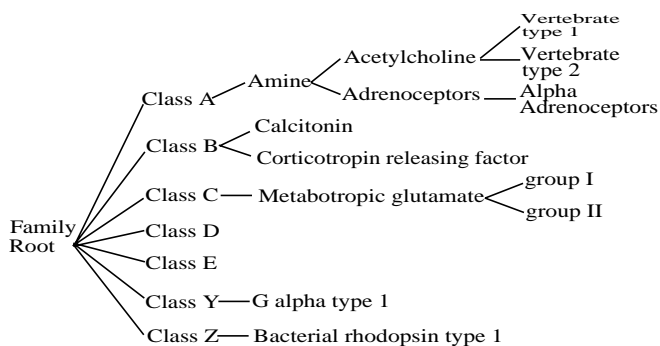 Vertebrate
type 1
Acetylcholine
Vertebrate
type 2
Amine
Class A
Adrenoceptors
Alpha
Adrenoceptors
Calcitonin
Class B
Corticotropin releasing factor
Class C
Metabotropic glutamate
group I
group II
Family
Root
Class D
Class E
Class Y
G alpha type 1
Class Z
Bacterial rhodopsin type 1